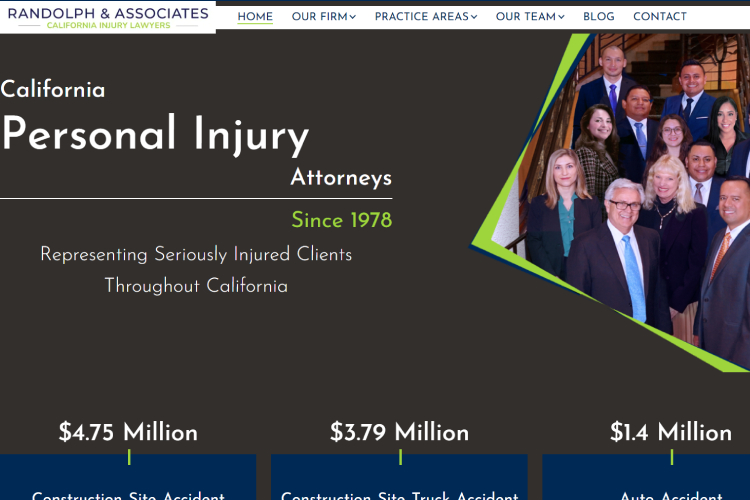 RANDOLPH & ASSOCIATES
CALIFORNIA INJURY LAWYERS
HOME OUR FIRM PRACTICE AREAS OUR TEAM BLOG CONTACT
California
Personal Injury
Attorneys
Since 1978
Representing Seriously Injured Clients
Throughout California
$4.75 Million $3.79 Million $1.4 Million
Construction Site Accident Construction Site Truck Accident Auto Accident